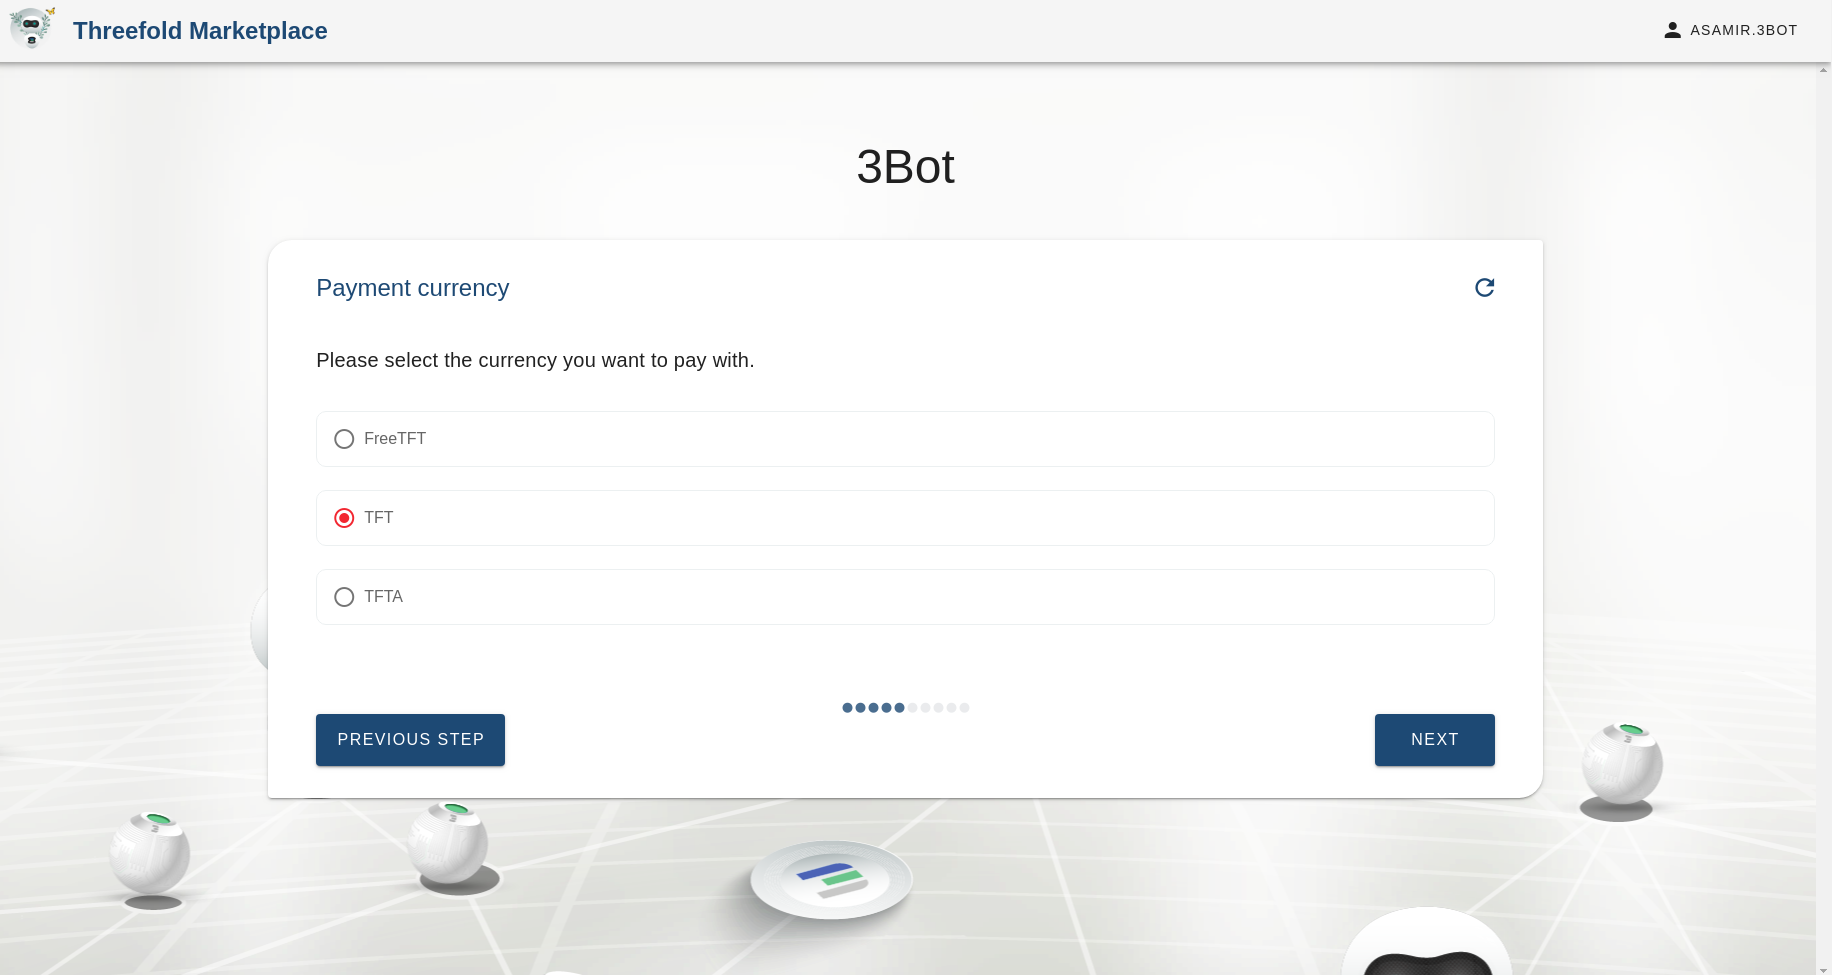 Threefold Marketplace
ASAMIR.3BOT
3Bot
Payment currency
Please select the currency you want to pay with.
FreeTFT
TFT
TFTA
PREVIOUS STEP
NEXT